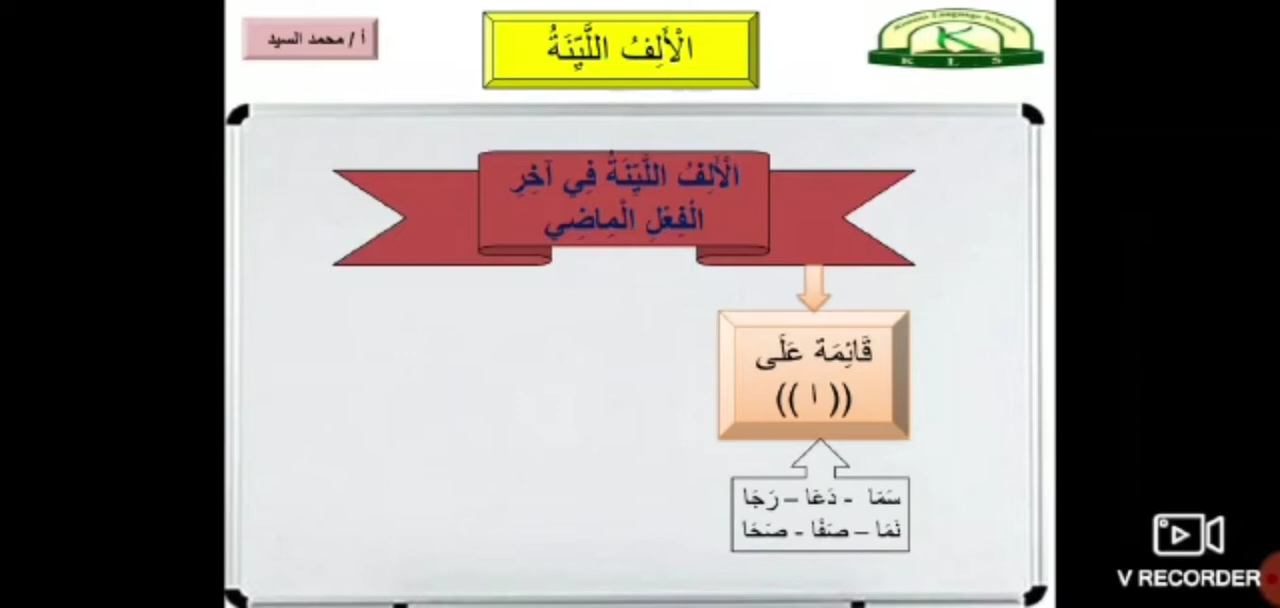 أ / محمد السيد
الْأَلِفُ اللَّيِّنَةُ
K L S
الْأَلِفُ اللَّيِّنَةُ فِي آخِرِ
الْفِعْلِ الْمِاضِي
قَائِمَة عَلَى
(( ا ))
سَمَا - دَعَا – رَجَا
نَمَا – صَفَا - صَحَا
V RECORDER